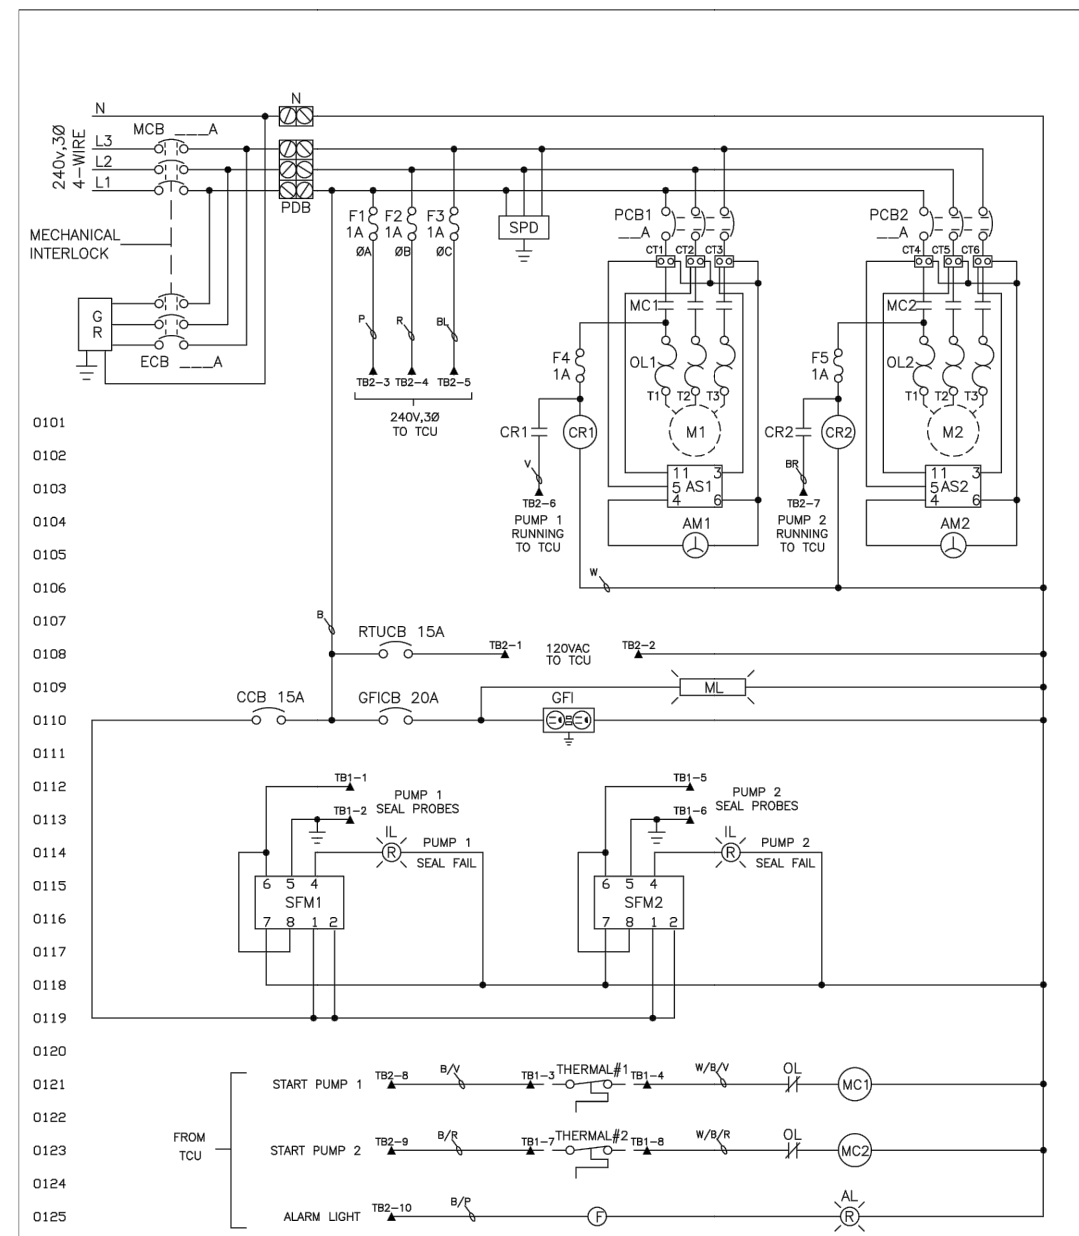 N
N
MCB ___A
L3
L2
L1
240v,3Ø
4-WIRE
PDB
MECHANICAL
INTERLOCK
G
R
ECB ___A
F1
1A
ØA
F2
1A
ØB
F3
1A
ØC
P
R
BL
TB2-3
TB2-4
TB2-5
240V,3Ø
TO TCU
SPD
PCB1
__A
CT1
CT2
CT3
MC1
OL1
F4
1A
T1
T2
T3
M1
CR1
CR1
V
TB2-6
PUMP 1
RUNNING
TO TCU
11
3
5
AS1
4
6
AM1
PCB2
__A
CT4
CT5
CT6
MC2
OL2
F5
1A
T1
T2
T3
M2
CR2
CR2
BR
TB2-7
PUMP 2
RUNNING
TO TCU
11
3
5
AS2
4
6
AM2
0101
0102
0103
0104
0105
0106
W
0107
B
RTUCB 15A
0108
TB2-1
120VAC
TO TCU
TB2-2
0109
ML
CCB 15A
GFICB 20A
GFI
0110
0111
0112
TB1-1
PUMP 1
SEAL PROBES
TB1-5
PUMP 2
SEAL PROBES
0113
TB1-2
TB1-6
0114
IL
R
PUMP 1
SEAL FAIL
IL
R
PUMP 2
SEAL FAIL
0115
6 5 4
SFM1
7 8 1 2
6 5 4
SFM2
7 8 1 2
0116
0117
0118
0119
0120
0121
START PUMP 1
TB2-8
B/V
TB1-3
THERMAL#1
TB1-4
W/B/V
OL
MC1
0122
FROM
TCU
0123
START PUMP 2
TB2-9
B/R
TB1-7
THERMAL#2
TB1-8
W/B/R
OL
MC2
0124
0125
ALARM LIGHT
TB2-10
B/P
F
AL
R